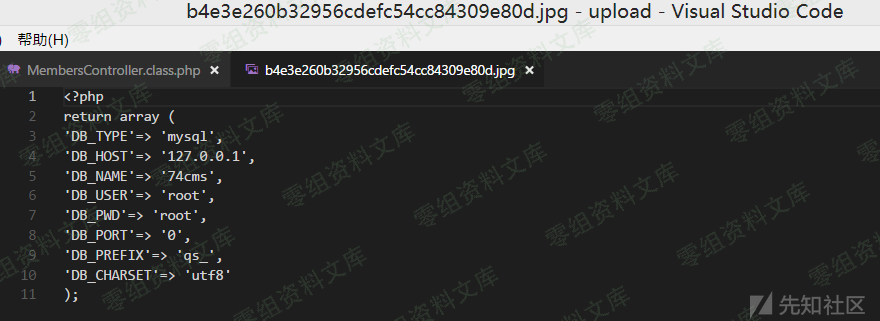 b4e3e260b32956cdefc54cc84309e80d.jpg - upload - Visual Studio Code
) 帮助(H)
MembersController.class.php × b4e3e260b32956cdefc54cc84309e80d.jpg ×
1 <?php
2 return array (
3 'DB_TYPE'=> 'mysql',
4 'DB_HOST'=> '127.0.0.1',
5 'DB_NAME'=> '74cms',
6 'DB_USER'=> 'root',
7 'DB_PWD'=> 'root',
8 'DB_PORT'=> '0',
9 'DB_PREFIX'=> 'qs_',
10 'DB_CHARSET'=> 'utf8'
11 );
零组资料文库
先知社区